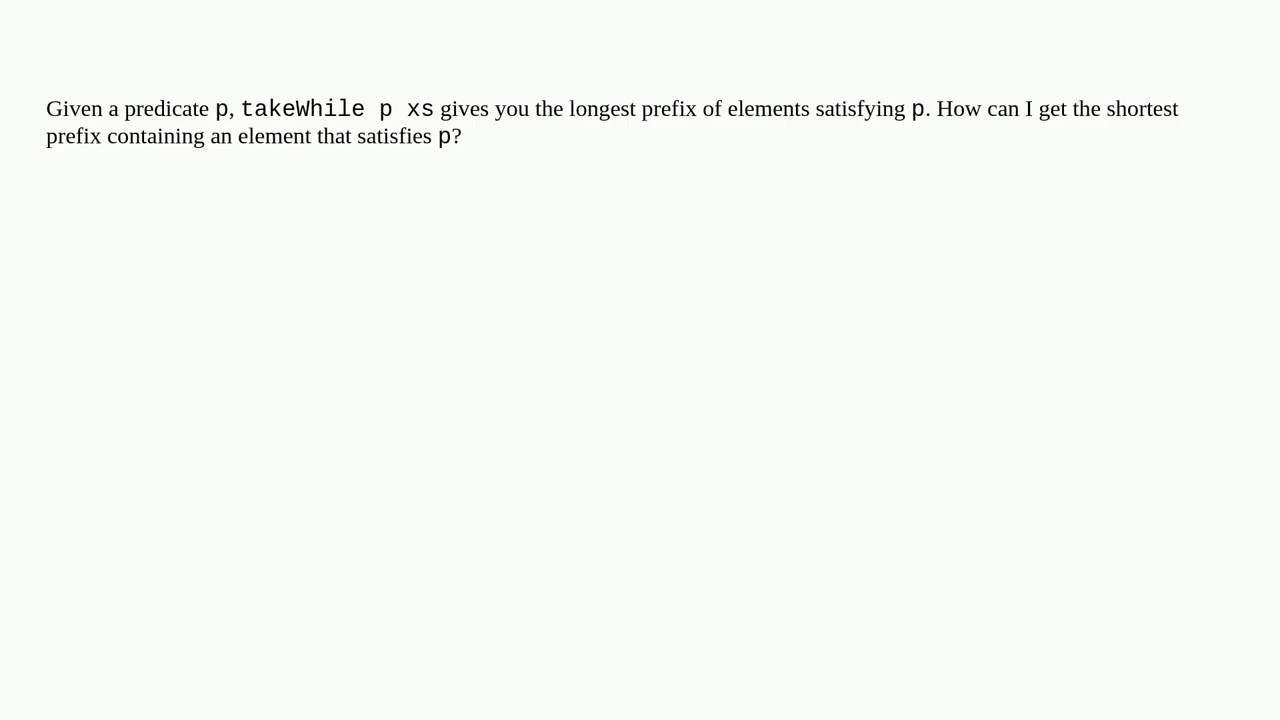 Given a predicate p, takeWhile p xs gives you the longest prefix of elements satisfying p. How can I get the shortest
prefix containing an element that satisfies p?